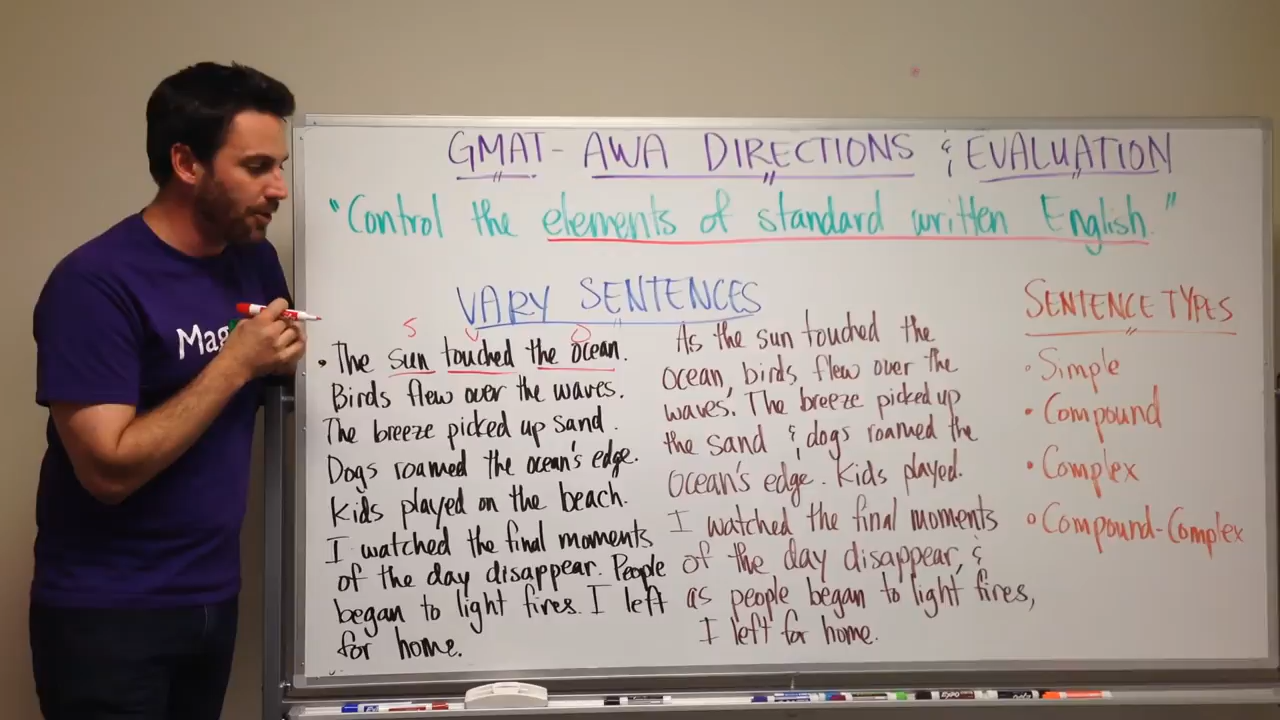 GMAT - AWA DIRECTIONS & EVALUATION
"Control the elements of standard written English."
VARY SENTENCES
S V O
• The sun touched the ocean.
Birds flew over the waves.
The breeze picked up sand.
Dogs roamed the ocean's edge.
Kids played on the beach.
I watched the final moments
of the day disappear. People
began to light fires. I left
for home.
As the sun touched the
ocean, birds flew over the
waves. The breeze picked up
the sand & dogs roamed the
ocean's edge. Kids played.
I watched the final moments
of the day disappear, &
as people began to light fires,
I left for home.
SENTENCE TYPES
• Simple
• Compound
• Complex
• Compound-Complex
Mag
EXPO